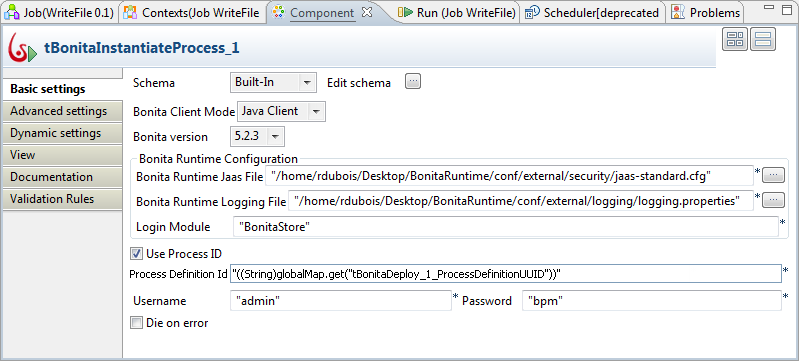 Job(WriteFile 0.1) Contexts(Job WriteFile Component Run (Job WriteFile) Scheduler[deprecated Problems
tBonitaInstantiateProcess_1
Basic settings
Advanced settings
Dynamic settings
View
Documentation
Validation Rules
Schema Built-In Edit schema ...
Bonita Client Mode Java Client
Bonita version 5.2.3
Bonita Runtime Configuration
Bonita Runtime Jaas File "/home/rdubois/Desktop/BonitaRuntime/conf/external/security/jaas-standard.cfg" * ...
Bonita Runtime Logging File "/home/rdubois/Desktop/BonitaRuntime/conf/external/logging/logging.properties" * ...
Login Module "BonitaStore" *
Use Process ID
Process Definition Id "((String)globalMap.get("tBonitaDeploy_1_ProcessDefinitionUUID"))" *
Username "admin" * Password "bpm" *
Die on error